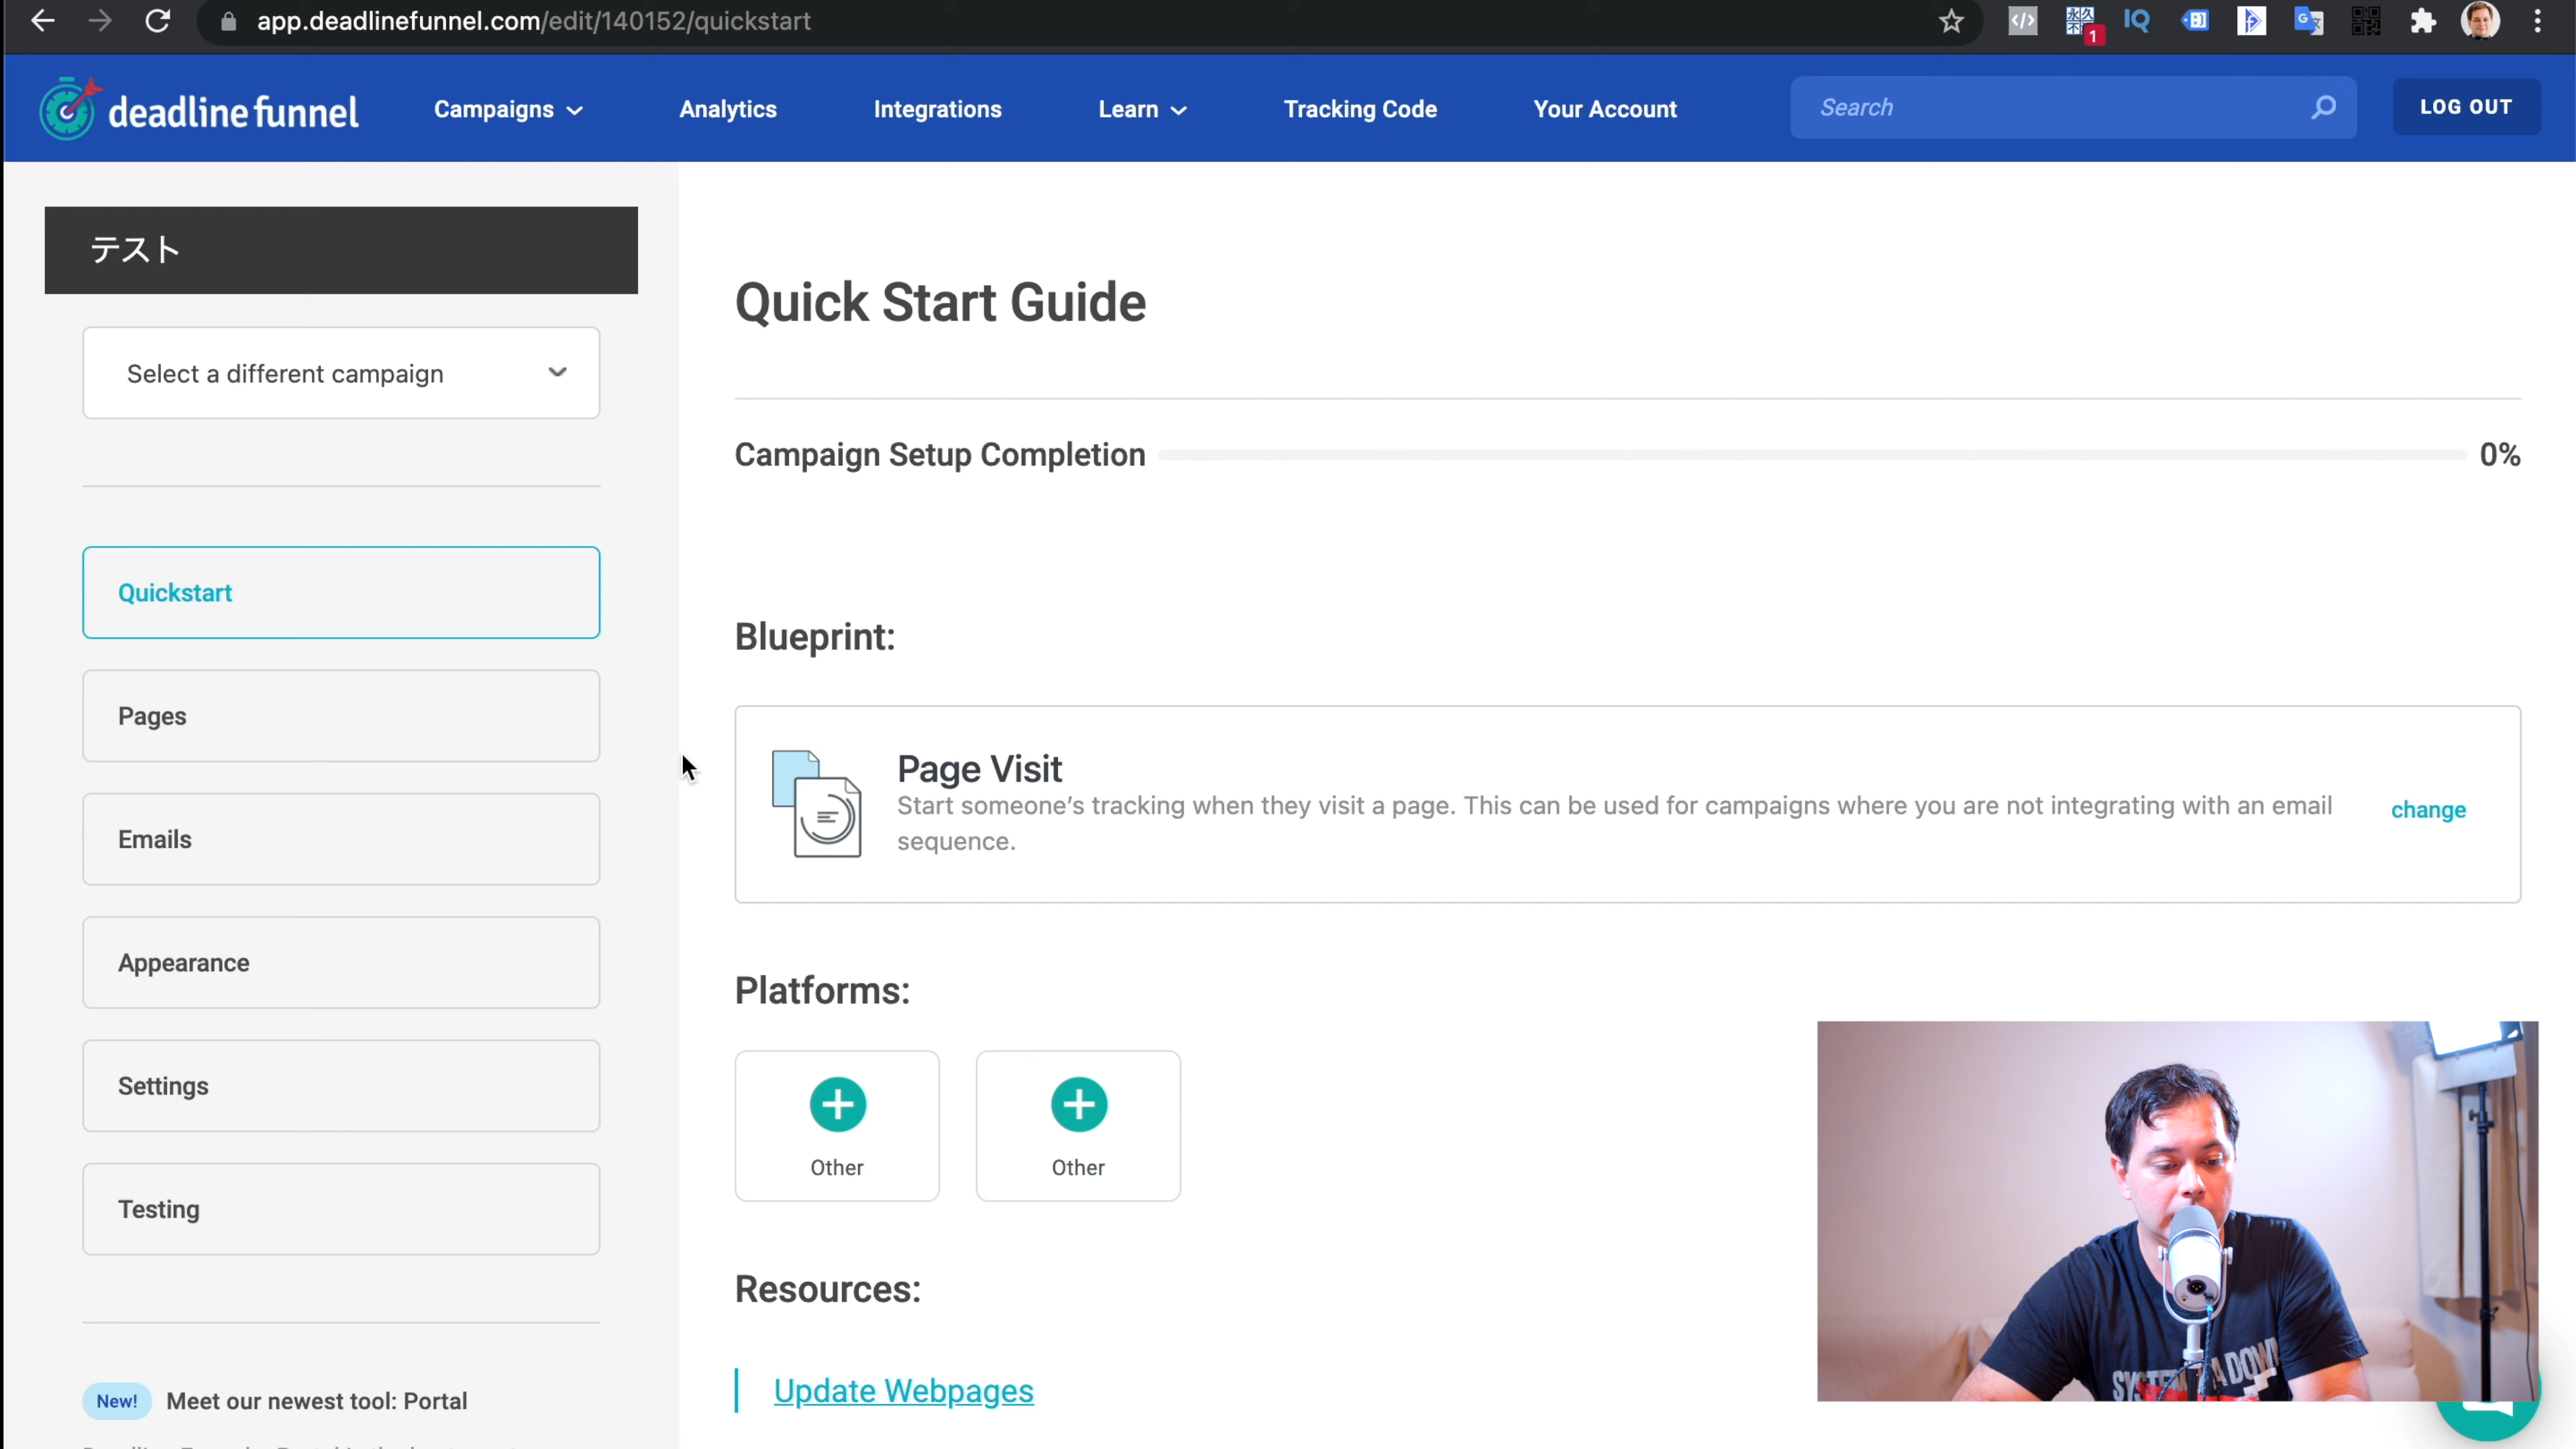 app.deadlinefunnel.com/edit/140152/quickstart
1
IQ
deadline funnel
Campaigns
Analytics
Integrations
Learn
Tracking Code
Your Account
Search
LOG OUT
テスト
Select a different campaign
Quickstart
Pages
Emails
Appearance
Settings
Testing
New! Meet our newest tool: Portal
Quick Start Guide
Campaign Setup Completion 0%
Blueprint:
Page Visit
Start someone's tracking when they visit a page. This can be used for campaigns where you are not integrating with an email
sequence.
change
Platforms:
Other
Other
Resources:
Update Webpages